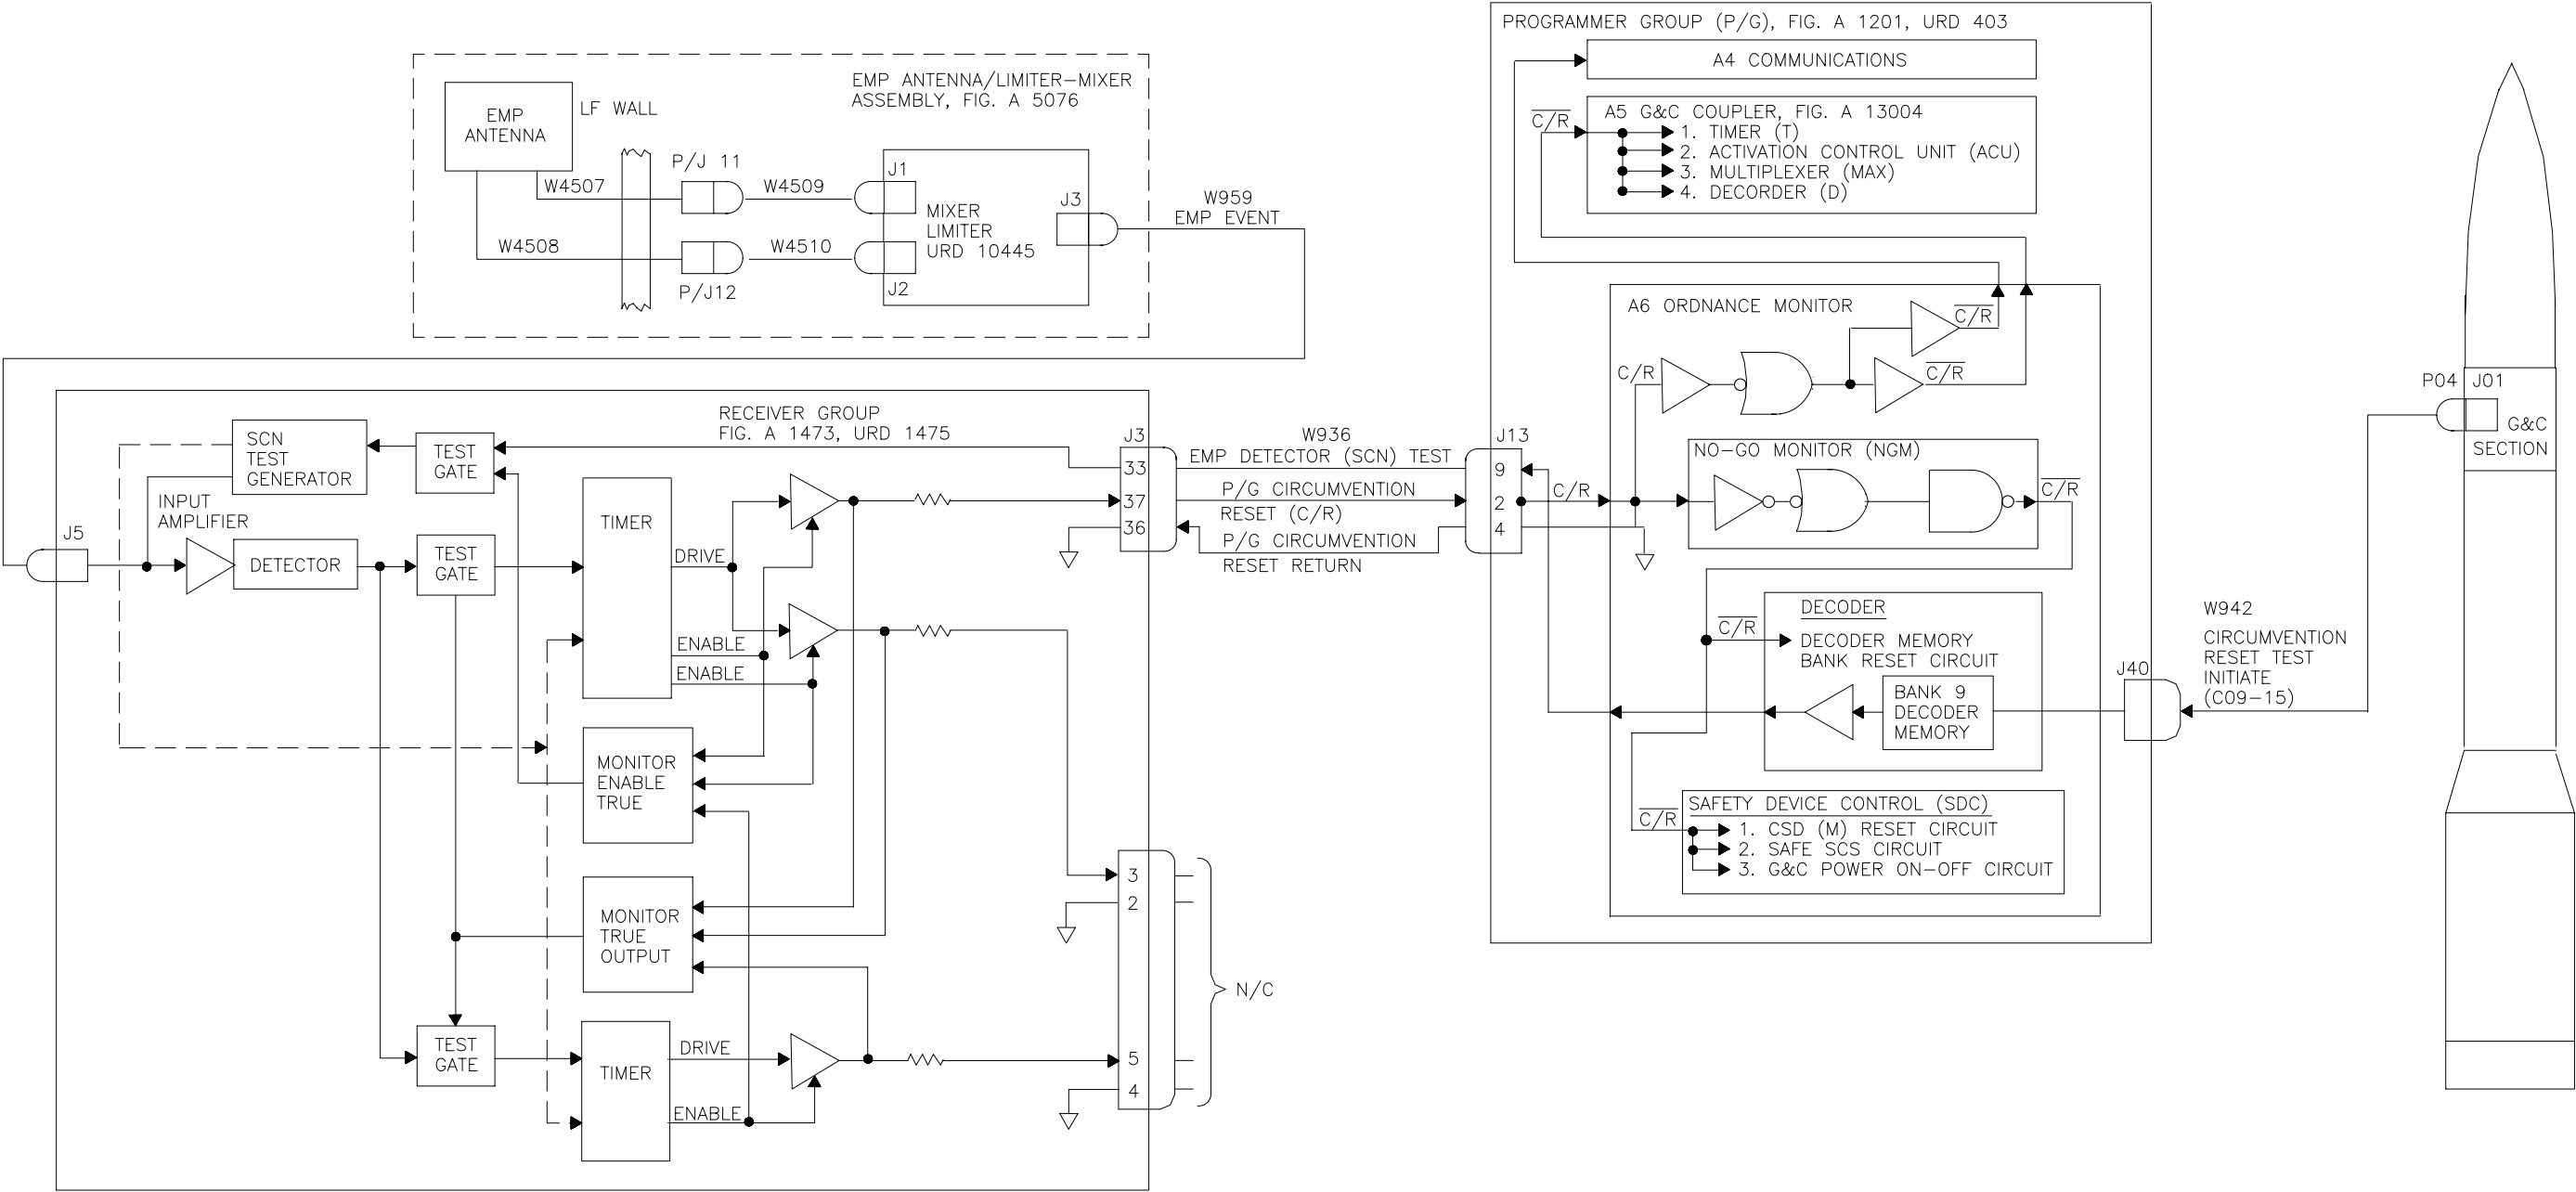 PROGRAMMER GROUP (P/G), FIG. A 1201, URD 403
A4 COMMUNICATIONS
A5 G&C COUPLER, FIG. A 13004
C/R
1. TIMER (T)
2. ACTIVATION CONTROL UNIT (ACU)
3. MULTIPLEXER (MAX)
4. DECORDER (D)
EMP ANTENNA/LIMITER-MIXER
ASSEMBLY, FIG. A 5076
EMP
ANTENNA
LF WALL
P/J 11
W4507
W4509
J1
W4508
W4510
P/J12
J2
MIXER
LIMITER
URD 10445
J3
W959
EMP EVENT
A6 ORDNANCE MONITOR
C/R
C/R
C/R
RECEIVER GROUP
FIG. A 1473, URD 1475
SCN
TEST
GENERATOR
TEST
GATE
INPUT
AMPLIFIER
J5
DETECTOR
TEST
GATE
TIMER
DRIVE
ENABLE
ENABLE
MONITOR
ENABLE
TRUE
MONITOR
TRUE
OUTPUT
TEST
GATE
TIMER
DRIVE
ENABLE
J3
33
37
36
3
2
5
4
N/C
W936
EMP DETECTOR (SCN) TEST
P/G CIRCUMVENTION
RESET (C/R)
P/G CIRCUMVENTION
RESET RETURN
J13
9
2
4
C/R
NO-GO MONITOR (NGM)
C/R
DECODER
C/R
DECODER MEMORY
BANK RESET CIRCUIT
BANK 9
DECODER
MEMORY
C/R
SAFETY DEVICE CONTROL (SDC)
1. CSD (M) RESET CIRCUIT
2. SAFE SCS CIRCUIT
3. G&C POWER ON-OFF CIRCUIT
J40
W942
CIRCUMVENTION
RESET TEST
INITIATE
(C09-15)
P04
J01
G&C
SECTION